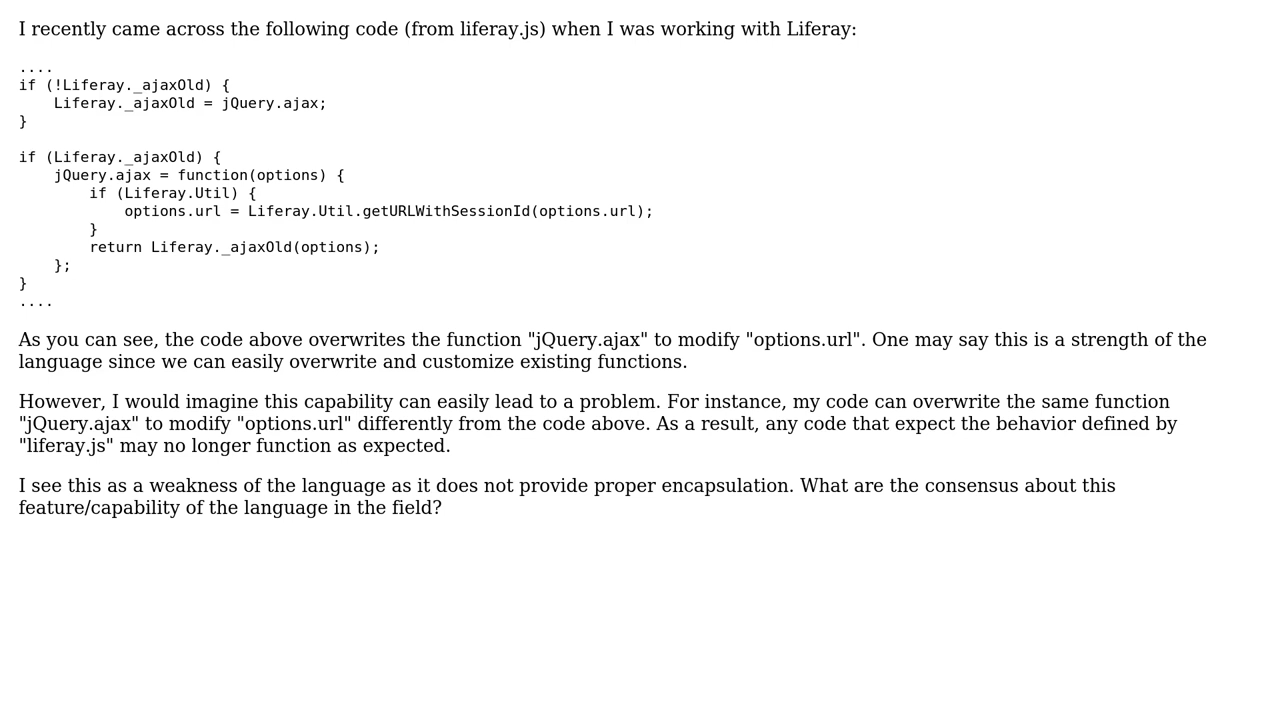 I recently came across the following code (from liferay.js) when I was working with Liferay:
....
if (!Liferay._ajaxOld) {
    Liferay._ajaxOld = jQuery.ajax;
}
if (Liferay._ajaxOld) {
    jQuery.ajax = function(options) {
        if (Liferay.Util) {
            options.url = Liferay.Util.getURLWithSessionId(options.url);
        }
        return Liferay._ajaxOld(options);
    };
}
....
As you can see, the code above overwrites the function "jQuery.ajax" to modify "options.url". One may say this is a strength of the
language since we can easily overwrite and customize existing functions.
However, I would imagine this capability can easily lead to a problem. For instance, my code can overwrite the same function
"jQuery.ajax" to modify "options.url" differently from the code above. As a result, any code that expect the behavior defined by
"liferay.js" may no longer function as expected.
I see this as a weakness of the language as it does not provide proper encapsulation. What are the consensus about this
feature/capability of the language in the field?